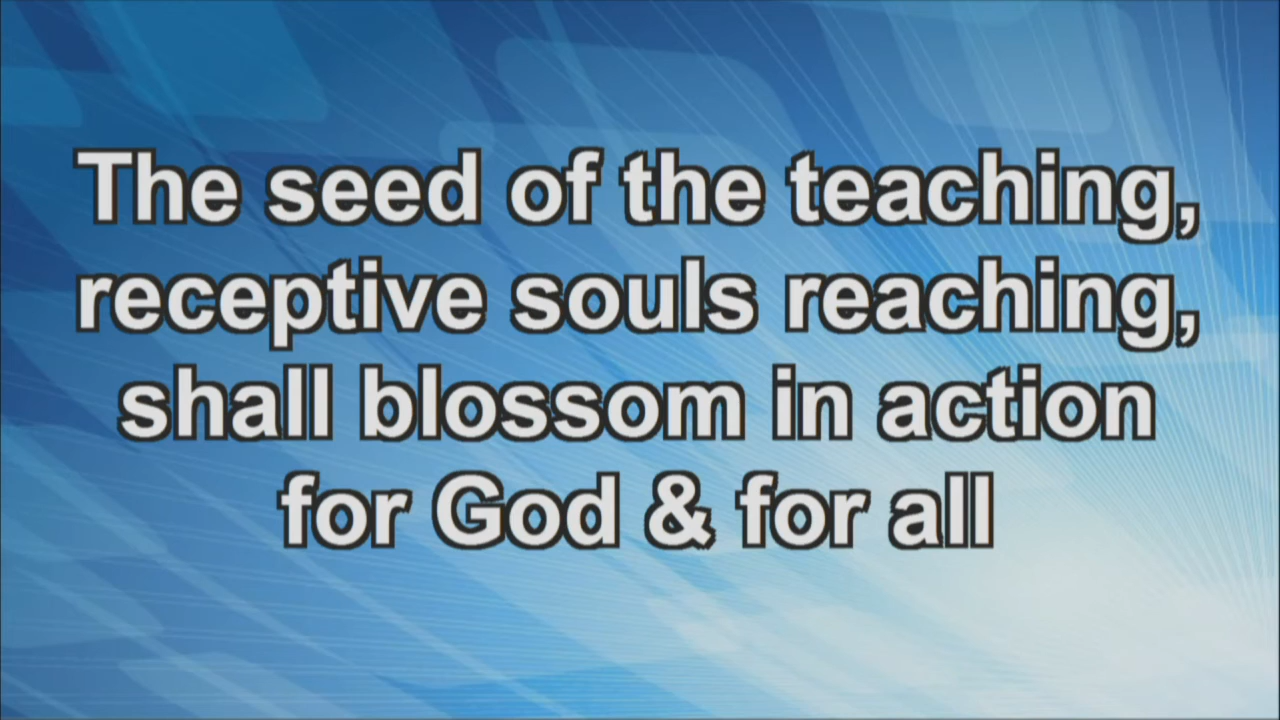 The seed of the teaching,
receptive souls reaching,
shall blossom in action
for God & for all